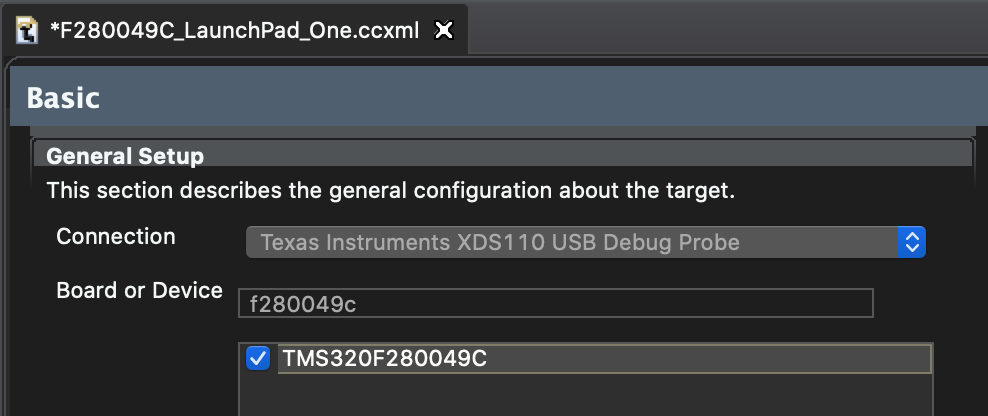 *F280049C_LaunchPad_One.ccxml
Basic
General Setup
This section describes the general configuration about the target.
Connection
Texas Instruments XDS110 USB Debug Probe
Board or Device
f280049c
TMS320F280049C